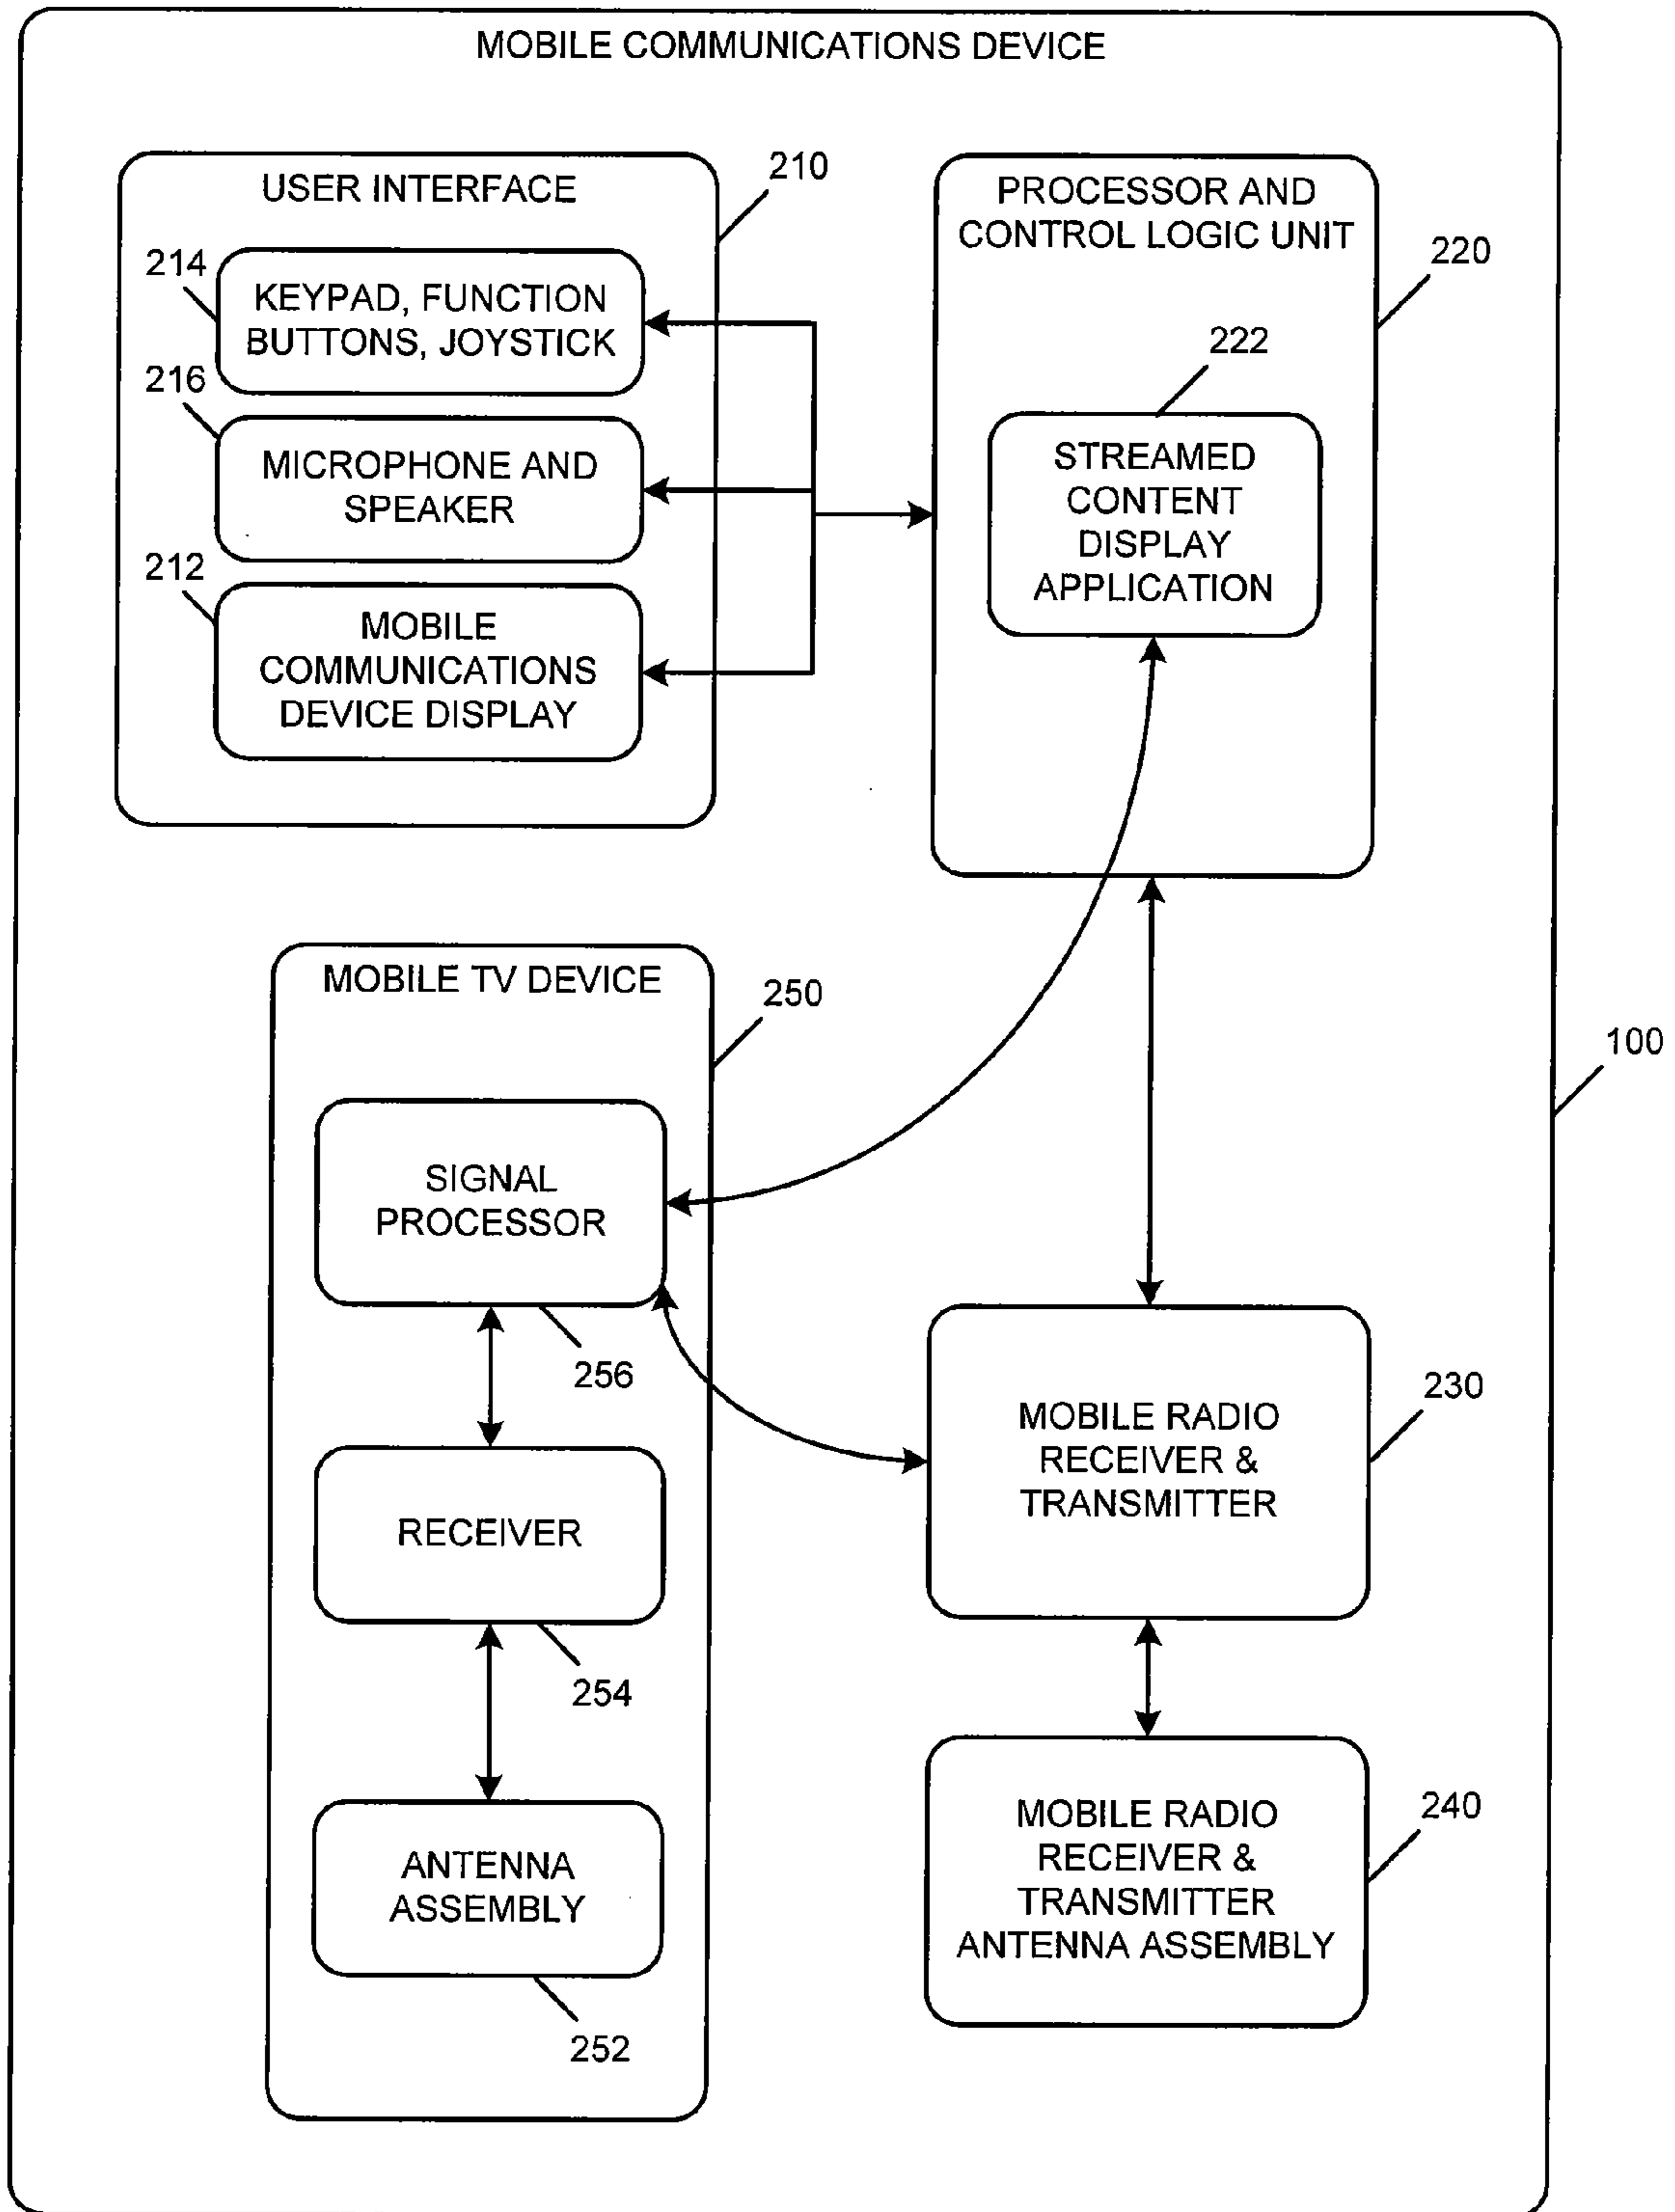 MOBILE COMMUNICATIONS DEVICE
210
USER INTERFACE
214
KEYPAD, FUNCTION
BUTTONS, JOYSTICK
216
MICROPHONE AND
SPEAKER
212
MOBILE
COMMUNICATIONS
DEVICE DISPLAY
PROCESSOR AND
CONTROL LOGIC UNIT
220
222
STREAMED
CONTENT
DISPLAY
APPLICATION
MOBILE TV DEVICE
250
100
SIGNAL
PROCESSOR
256
RECEIVER
254
ANTENNA
ASSEMBLY
252
230
MOBILE RADIO
RECEIVER &
TRANSMITTER
240
MOBILE RADIO
RECEIVER &
TRANSMITTER
ANTENNA ASSEMBLY